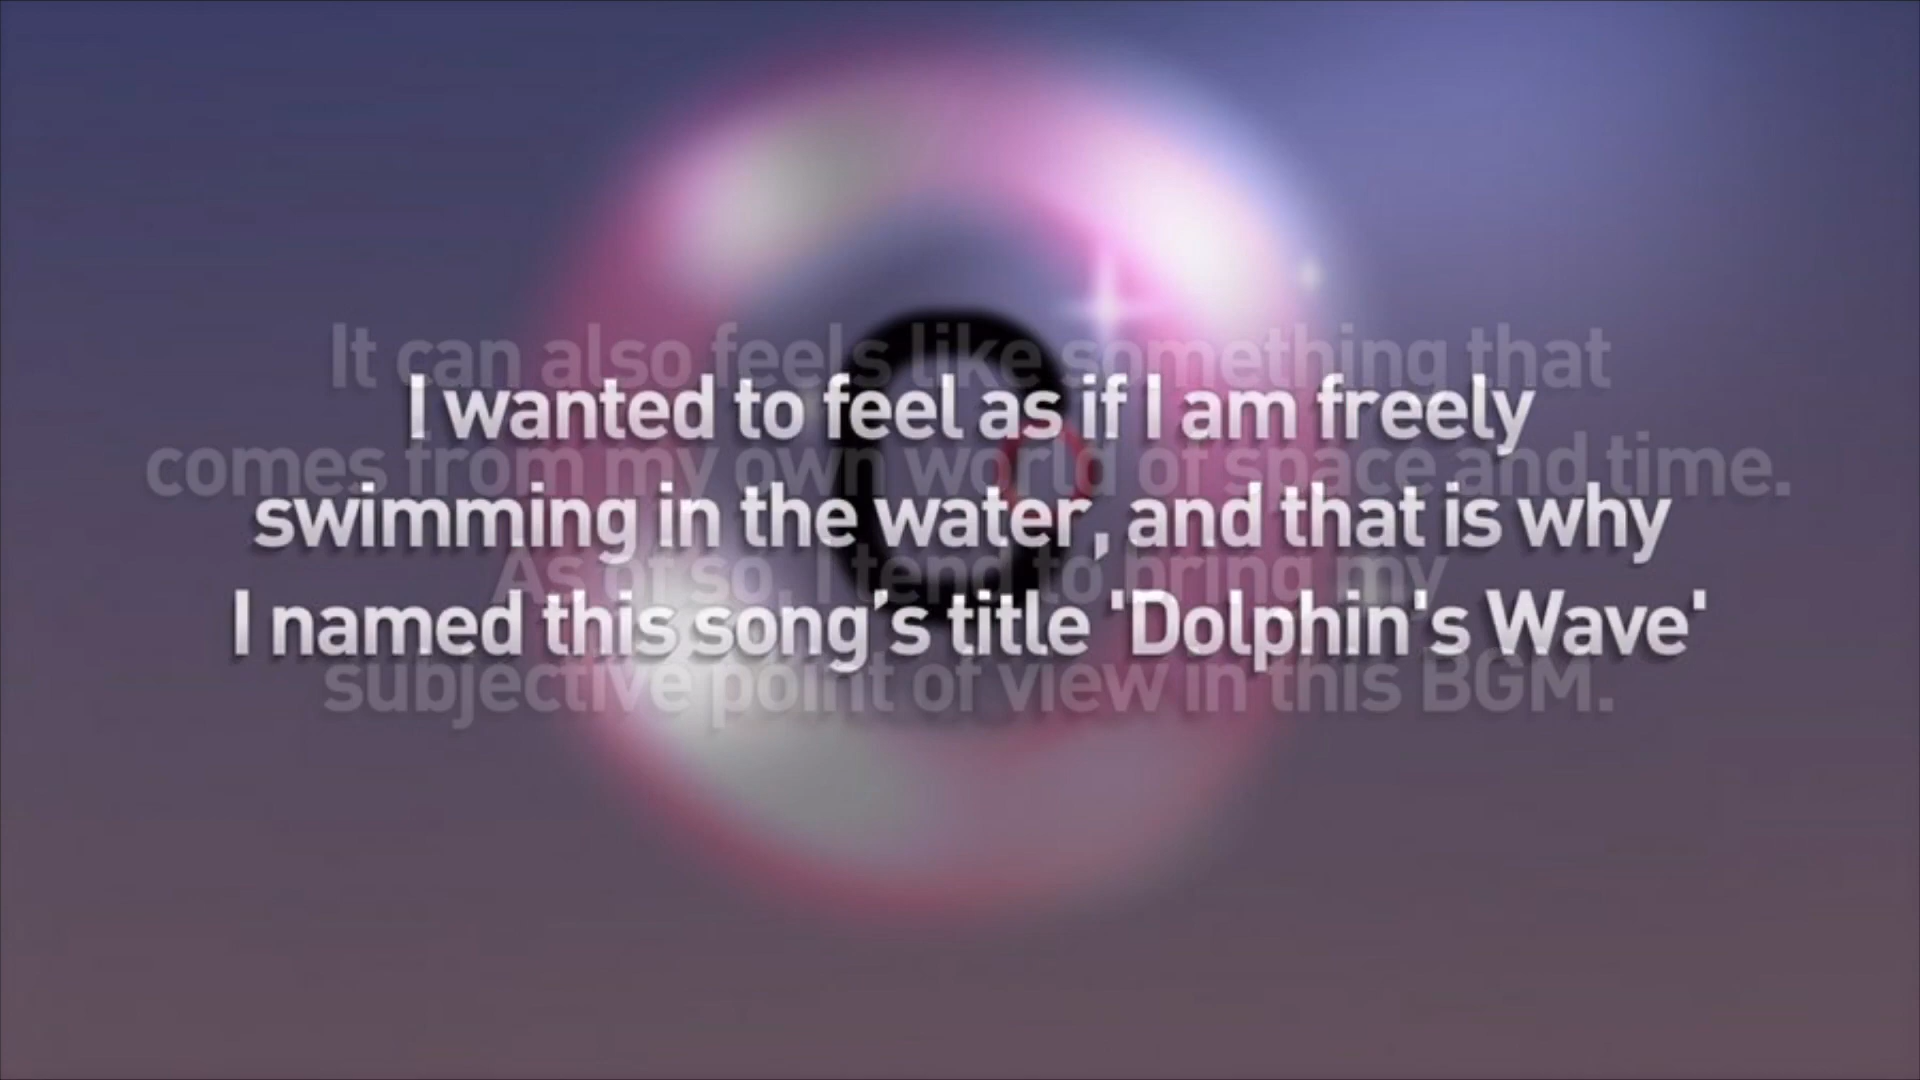 It can also feels like something that
I wanted to feel as if I am freely
comes from my own world of space and time.
swimming in the water, and that is why
As of so, I tend to bring my
I named this song’s title 'Dolphin's Wave'
subjective point of view in this BGM.